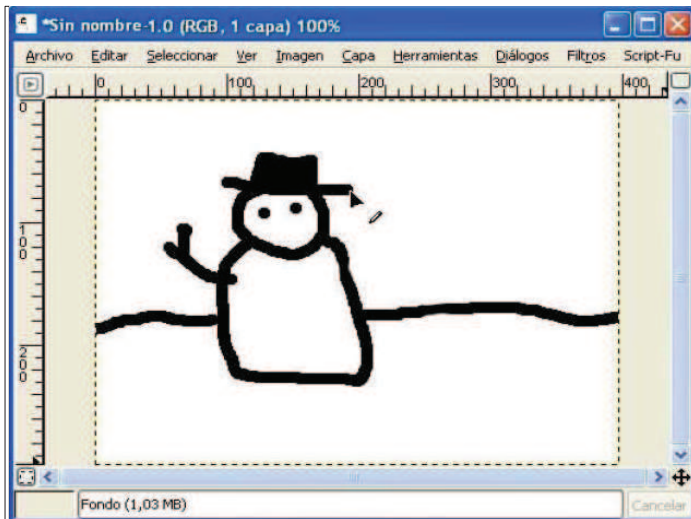 *Sin nombre-1.0 (RGB, 1 capa) 100%
Archivo Editar Seleccionar Ver Imagen Capa Herramientas Diálogos Filtros Script-Fu
0 100 200 300 400
0
100
200
Fondo (1,03 MB) Cancelar